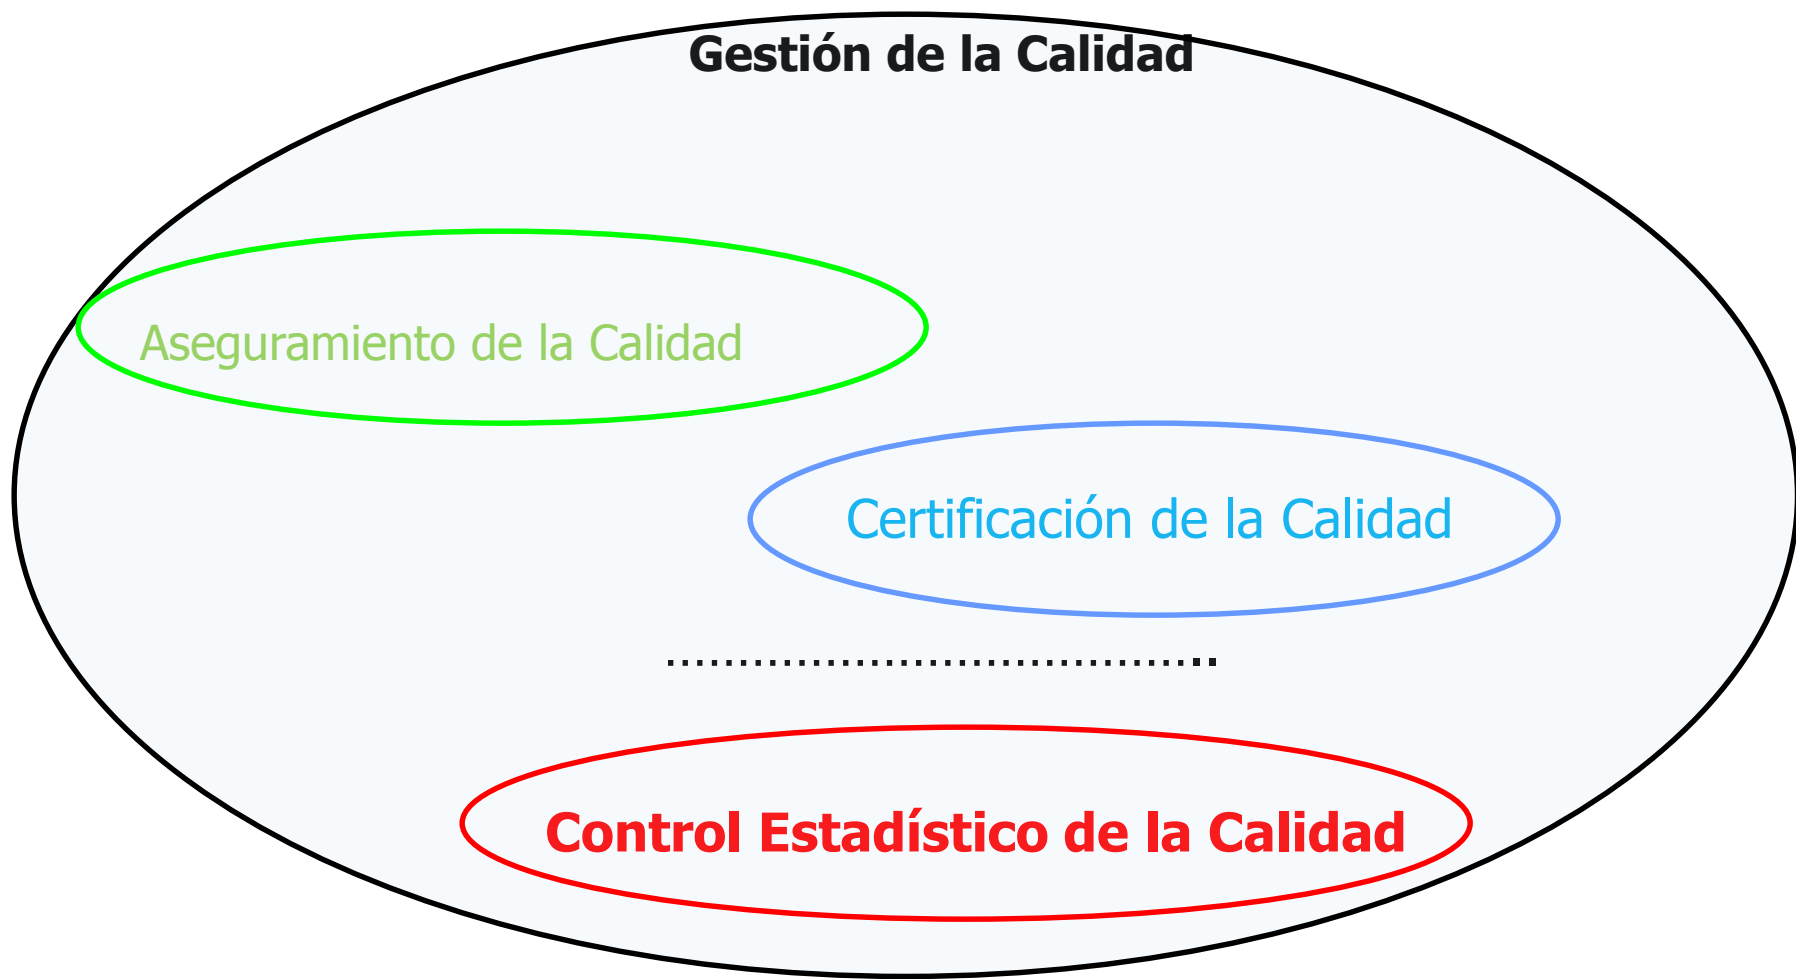 Gestión de la Calidad
Aseguramiento de la Calidad
Certificación de la Calidad
......................................
Control Estadístico de la Calidad